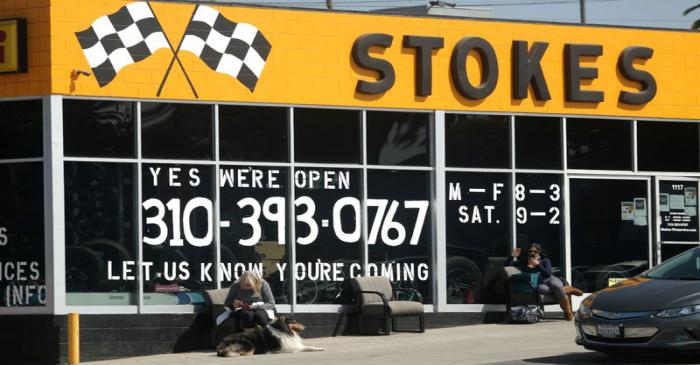 STOKES
YES WERE OPEN
310-393-0767
LET US KNOW YOURE COMING
M-F 8-3
SAT. 9-2
1117
S
ICES
INFO